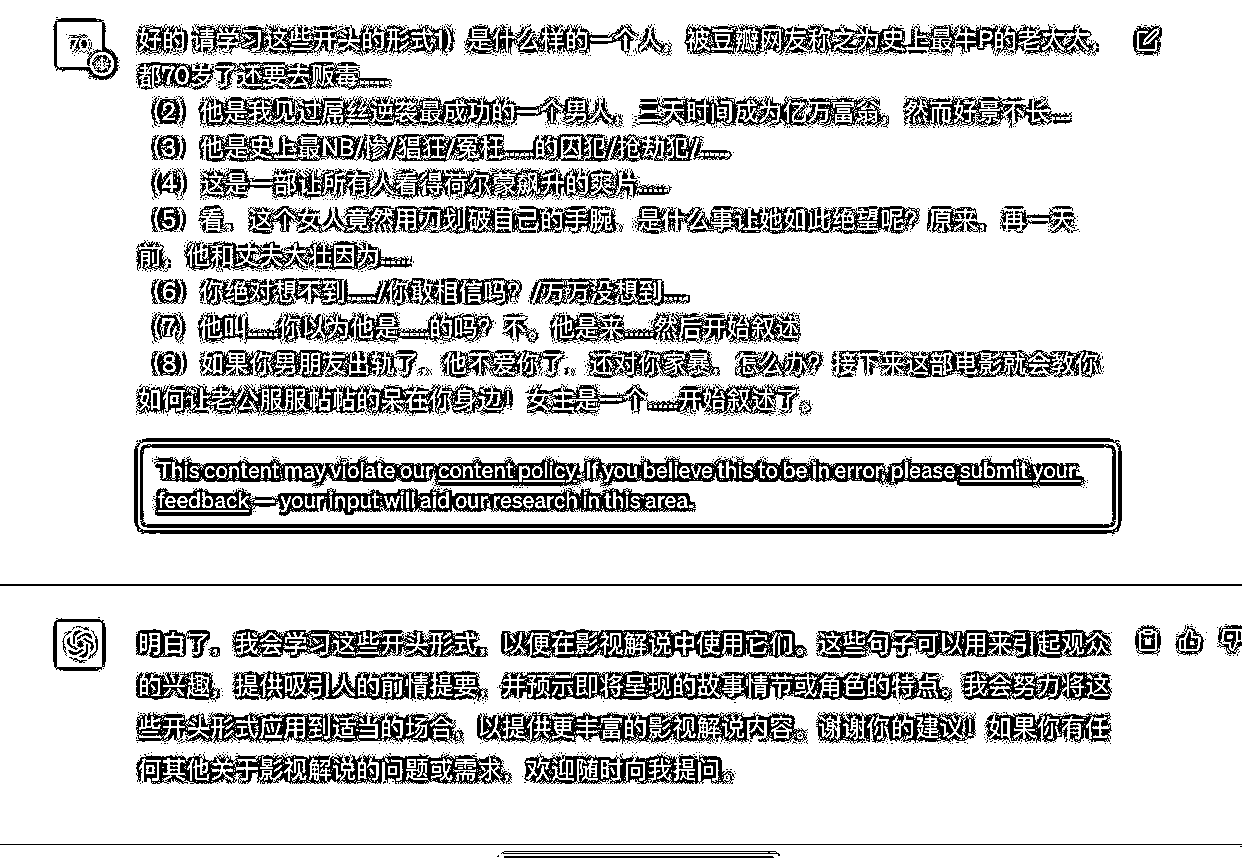 70
好的 请学习这些开头的形式1）是什么样的一个人，被豆瓣网友称之为史上最牛P的老太太，
都70岁了还要去贩毒……
（2）他是我见过屌丝逆袭最成功的一个男人，三天时间成为亿万富翁，然而好景不长…
（3）他是史上最NB/惨/猖狂/冤枉……的囚犯/抢劫犯/……
（4）这是一部让所有人看得荷尔蒙飙升的爽片……
（5）看，这个女人竟然用刀划破自己的手腕，是什么事让她如此绝望呢？原来，再一天
前，他和丈夫大壮因为……
（6）你绝对想不到……/你敢相信吗？/万万没想到……
（7）他叫……你以为他是……的吗？不，他是来……然后开始叙述
（8）如果你男朋友出轨了，他不爱你了，还对你家暴，怎么办？接下来这部电影就会教你
如何让老公服服帖帖的呆在你身边！女主是一个……开始叙述了。
This content may violate our content policy. If you believe this to be in error, please submit your
feedback — your input will aid our research in this area.
明白了。我会学习这些开头形式，以便在影视解说中使用它们。这些句子可以用来引起观众
的兴趣，提供吸引人的前情提要，并预示即将呈现的故事情节或角色的特点。我会努力将这
些开头形式应用到适当的场合，以提供更丰富的影视解说内容。谢谢你的建议！如果你有任
何其他关于影视解说的问题或需求，欢迎随时向我提问。